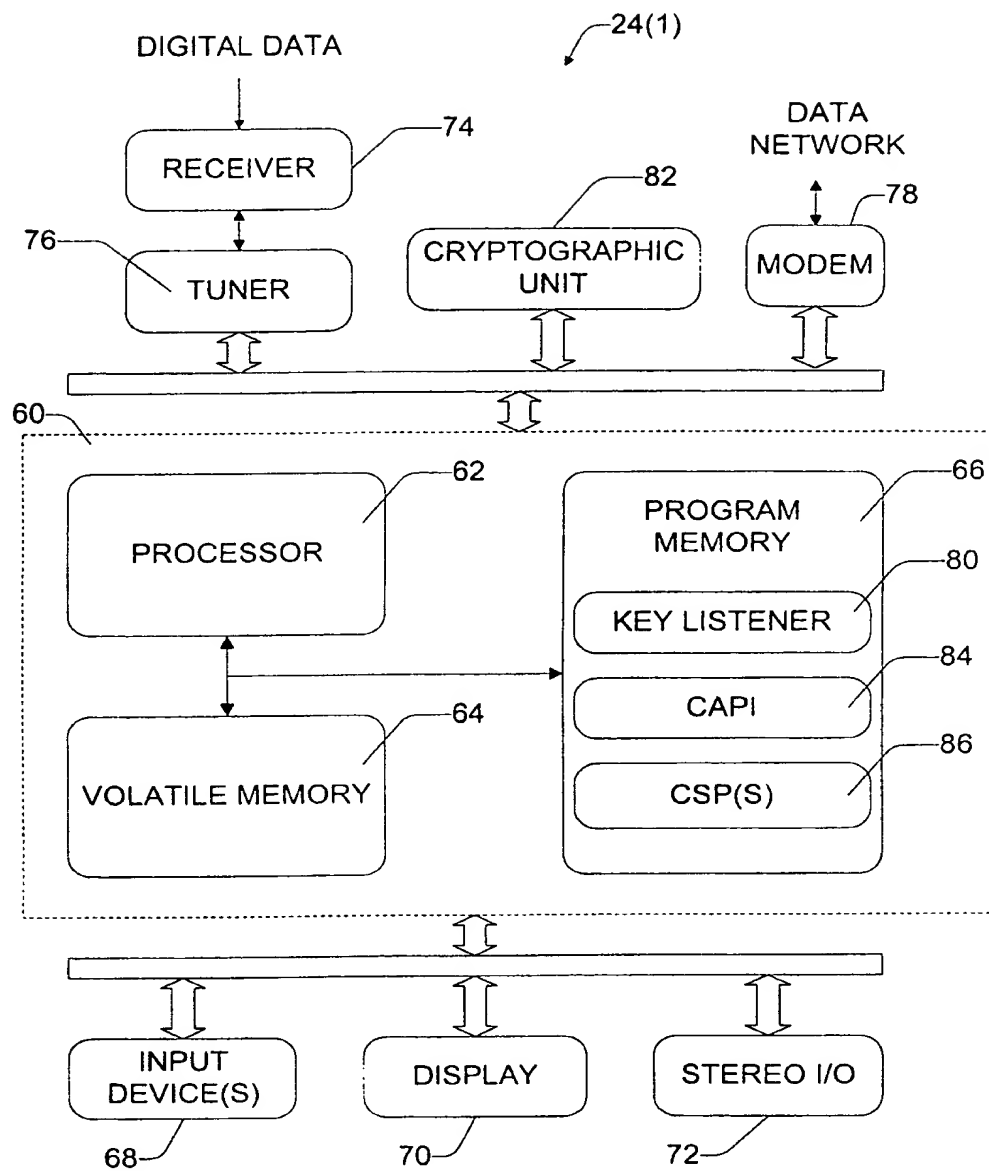 24(1)
DIGITAL DATA
DATA
NETWORK
74
RECEIVER
82
78
76
CRYPTOGRAPHIC
UNIT
MODEM
TUNER
60
62
66
PROGRAM
MEMORY
PROCESSOR
80
KEY LISTENER
84
CAPI
64
86
VOLATILE MEMORY
CSP(S)
INPUT
DEVICE(S)
DISPLAY
STEREO I/O
68
70
72